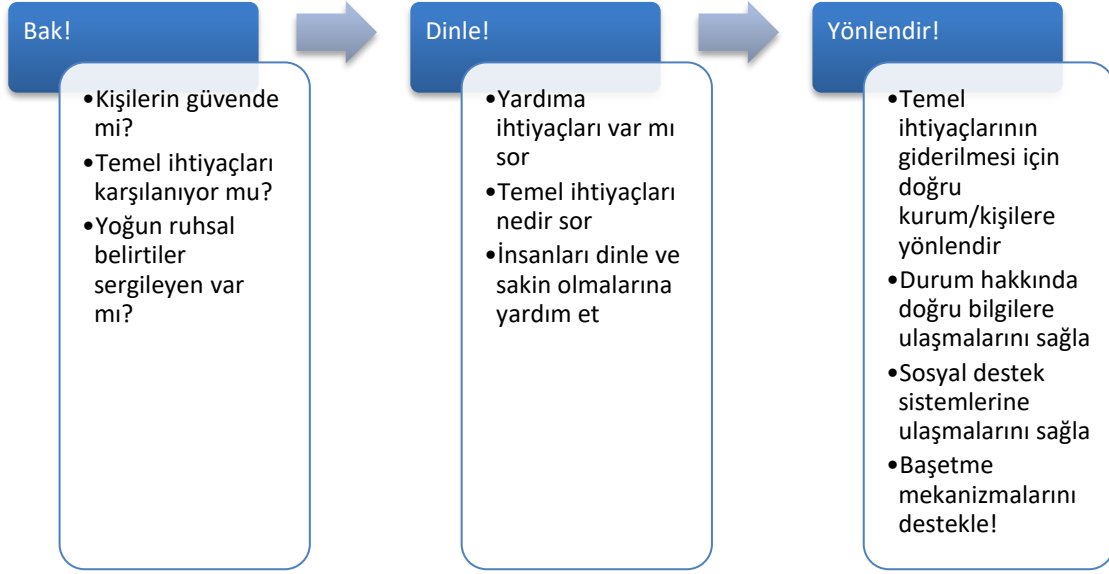 Bak!
•Kişilerin güvende
mi?
•Temel ihtiyaçları
karşılanıyor mu?
•Yoğun ruhsal
belirtiler
sergileyen var
mı?
Dinle!
•Yardıma
ihtiyaçları var mı
sor
•Temel ihtiyaçları
nedir sor
•İnsanları dinle ve
sakin olmalarına
yardım et
Yönlendir!
•Temel
ihtiyaçlarının
giderilmesi için
doğru
kurum/kişilere
yönlendir
•Durum hakkında
doğru bilgilere
ulaşmalarını sağla
•Sosyal destek
sistemlerine
ulaşmalarını sağla
•Başetme
mekanizmalarını
destekle!